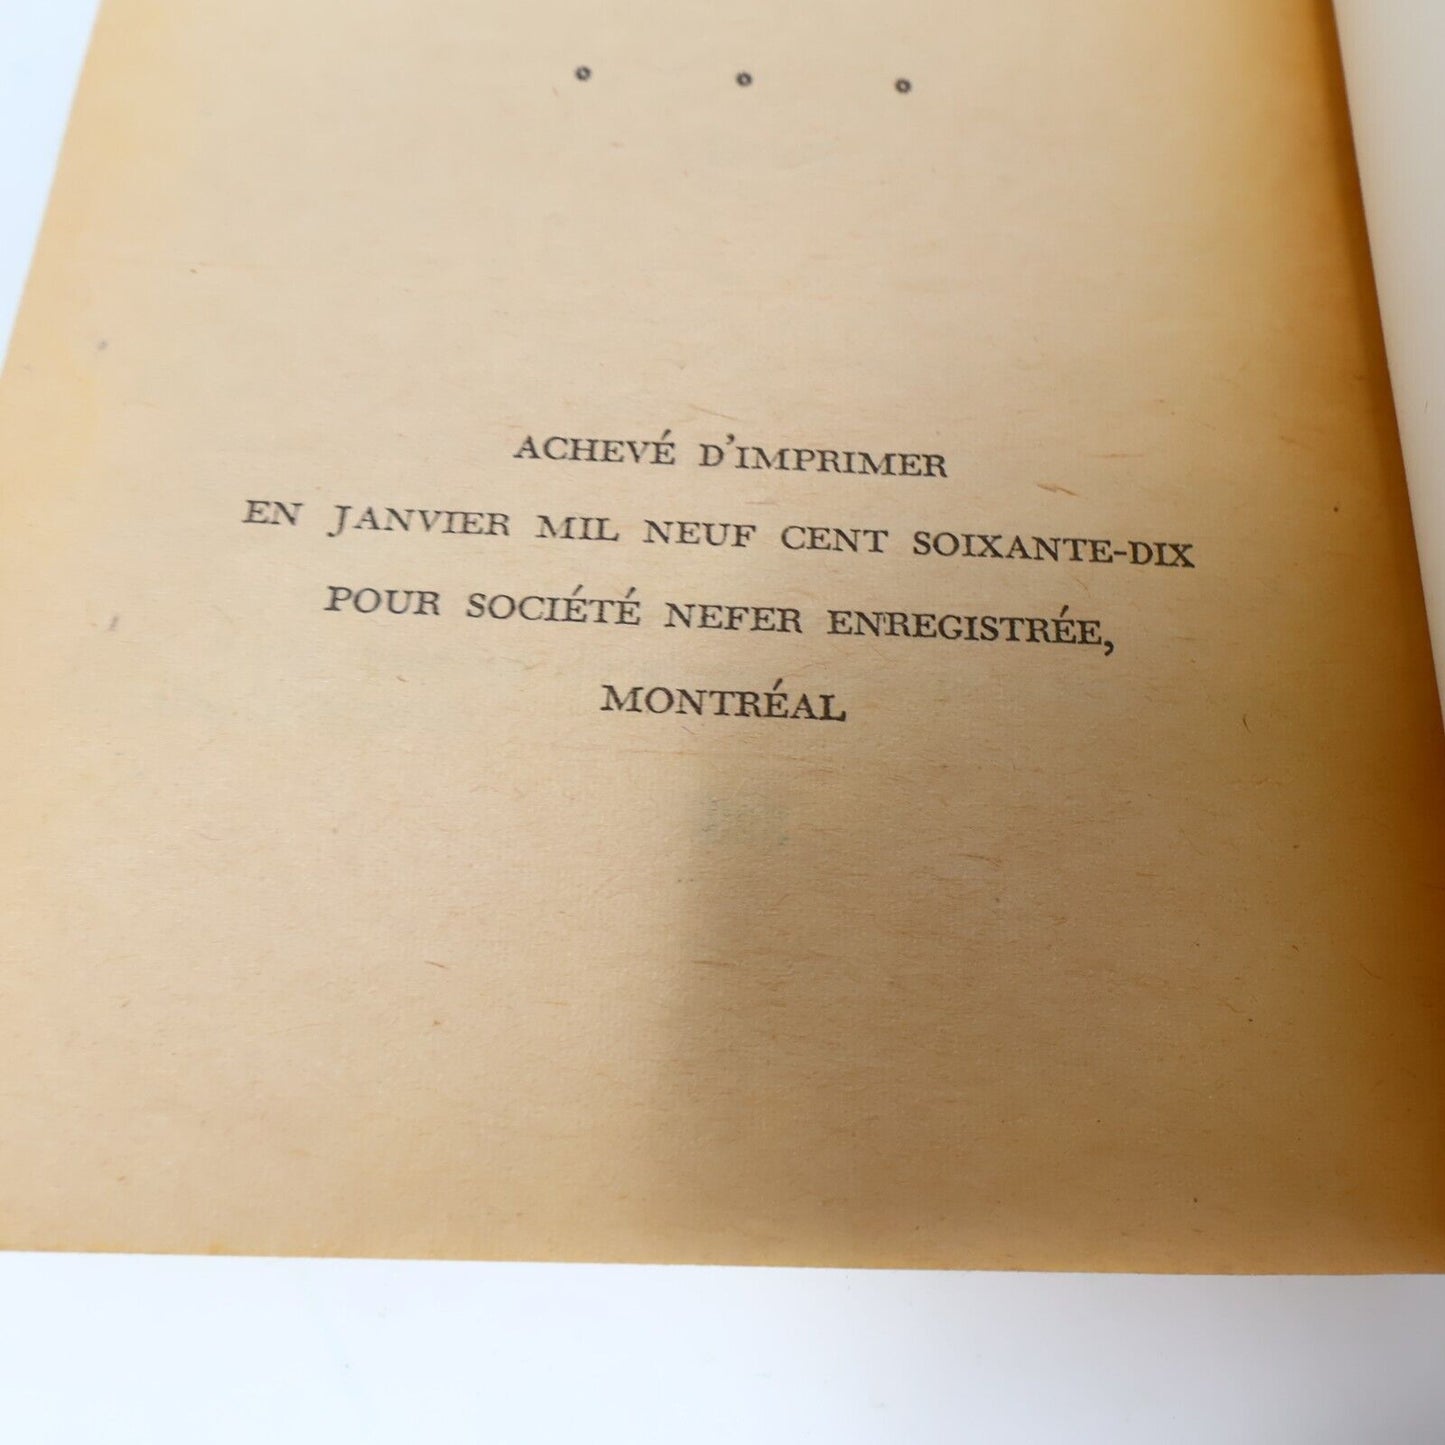 ACHEVÉ D'IMPRIMER
EN JANVIER MIL NEUF CENT SOIXANTE-DIX
POUR SOCIÉTÉ NEFER ENREGISTRÉE,
MONTRÉAL